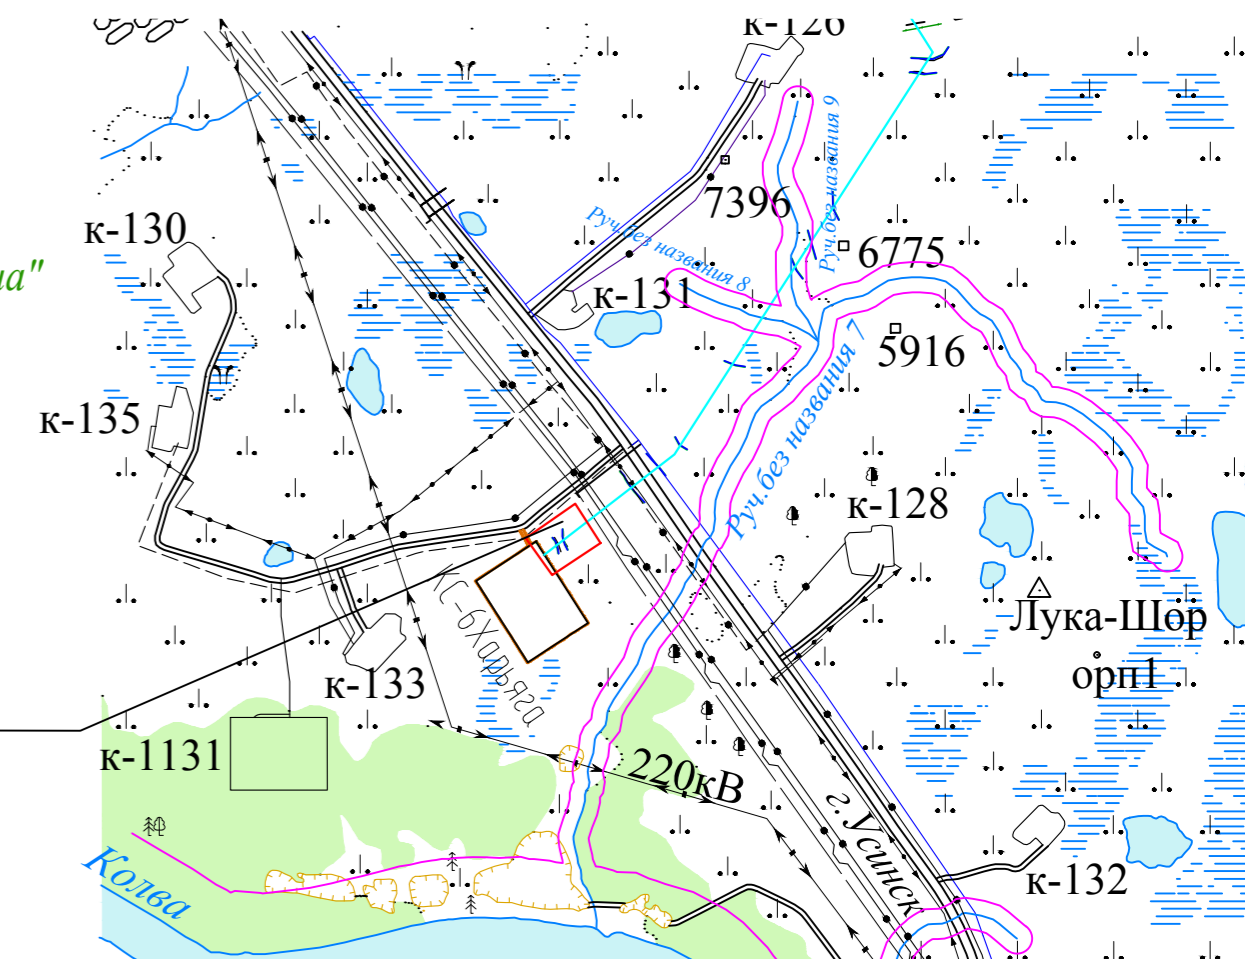 к-126
Руч.без названия 9
7396
Руч.без названия 8
к-130
6775
к-131
5916
Руч.без названия 7
к-135
к-128
Лука-Шор
орп1
КС-6Харьяга
к-133
к-1131
220кВ
г.Усинск
Колва
к-132